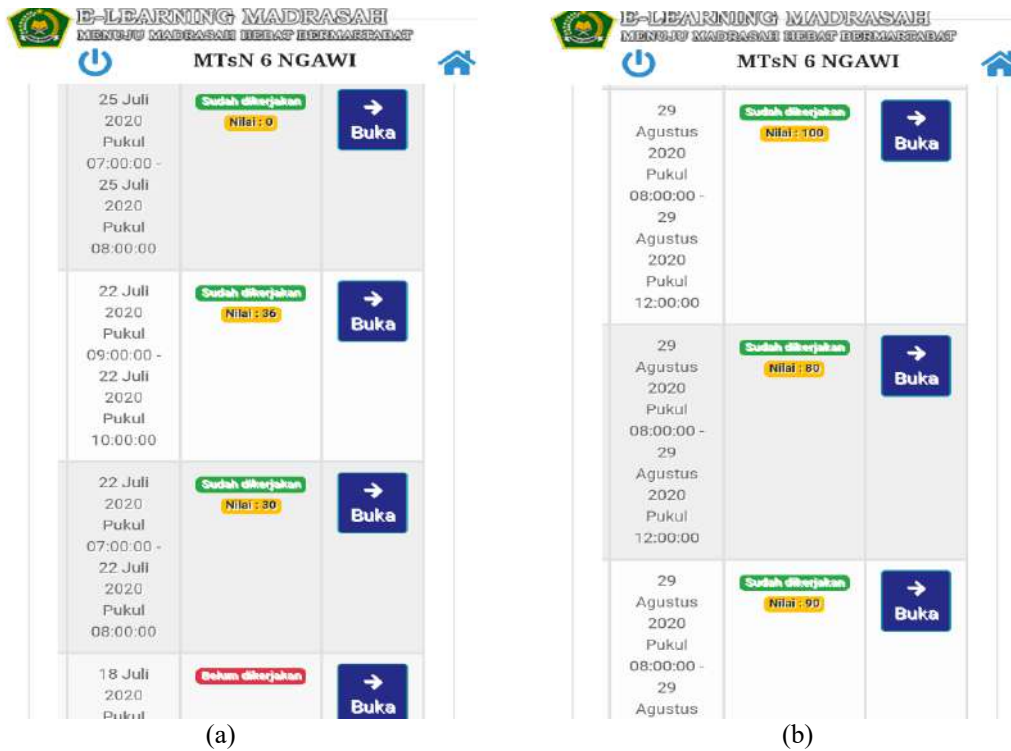 E-LEARNING MADRASAH
MENUJU MADRASAH HEBAT BERMARTABAT
MTsN 6 NGAWI
25 Juli
2020
Pukul
07:00:00 -
25 Juli
2020
Pukul
08:00:00
Sudah dikerjakan
Nilai : 0
→
Buka
22 Juli
2020
Pukul
09:00:00 -
22 Juli
2020
Pukul
10:00:00
Sudah dikerjakan
Nilai : 36
→
Buka
22 Juli
2020
Pukul
07:00:00 -
22 Juli
2020
Pukul
08:00:00
Sudah dikerjakan
Nilai : 30
→
Buka
18 Juli
2020
Pukul
Belum dikerjakan
→
Buka
(a)
E-LEARNING MADRASAH
MENUJU MADRASAH HEBAT BERMARTABAT
MTsN 6 NGAWI
29
Agustus
2020
Pukul
08:00:00 -
29
Agustus
2020
Pukul
12:00:00
Sudah dikerjakan
Nilai : 100
→
Buka
29
Agustus
2020
Pukul
08:00:00 -
29
Agustus
2020
Pukul
12:00:00
Sudah dikerjakan
Nilai : 80
→
Buka
29
Agustus
2020
Pukul
08:00:00 -
29
Agustus
Sudah dikerjakan
Nilai : 90
→
Buka
(b)